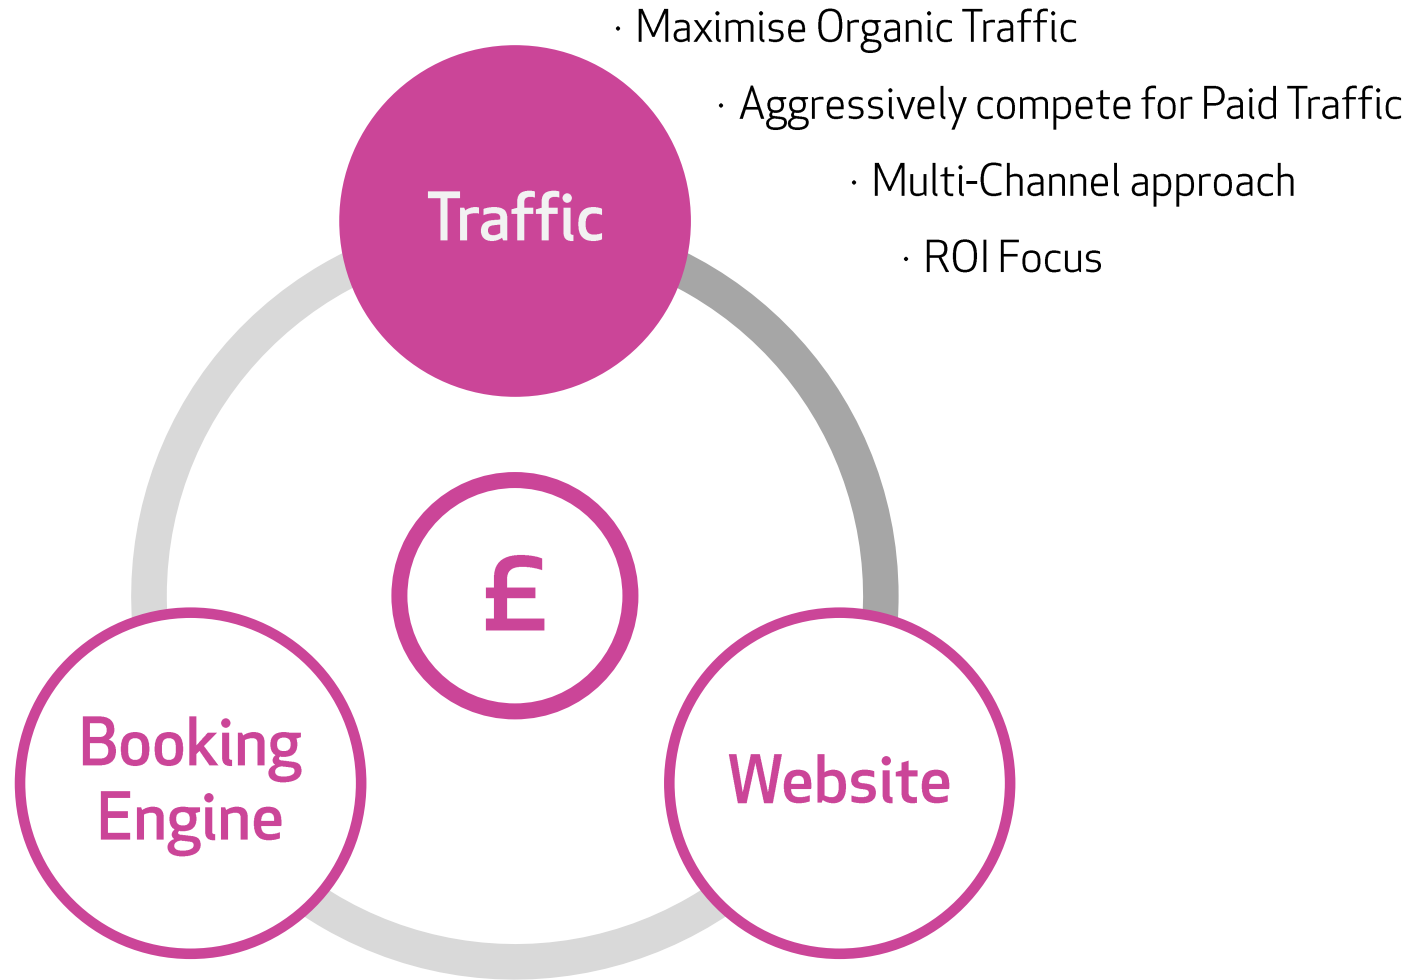 · Maximise Organic Traffic
· Aggressively compete for Paid Traffic
· Multi-Channel approach
· ROI Focus
Traffic
£
Booking
Engine
Website